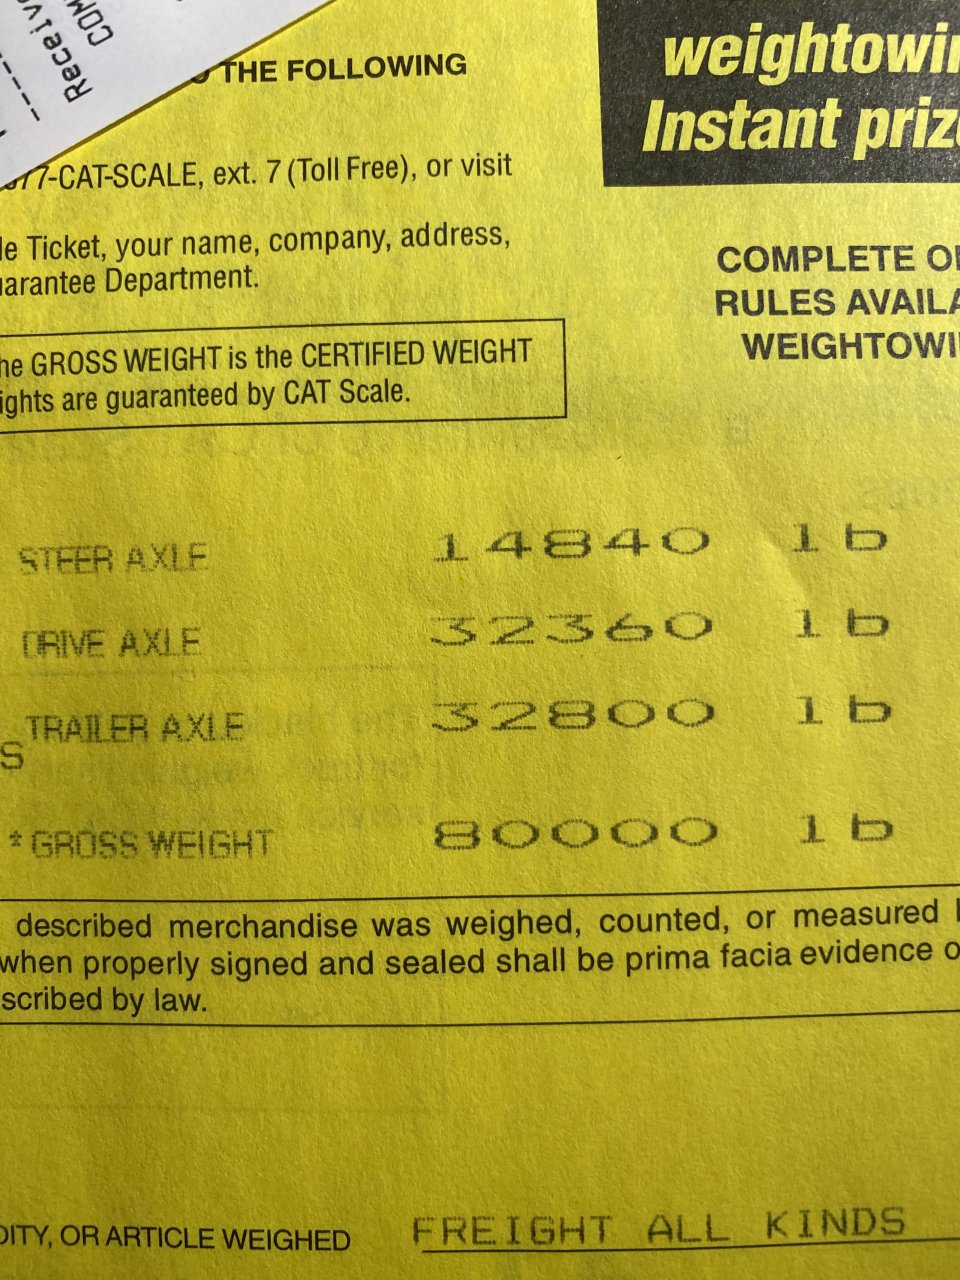 Receiv
COM
THE FOLLOWING
weightowin
Instant prize
77-CAT-SCALE, ext. 7 (Toll Free), or visit
le Ticket, your name, company, address,
uarantee Department.
COMPLETE O
RULES AVAILA
WEIGHTOWI
he GROSS WEIGHT is the CERTIFIED WEIGHT
ights are guaranteed by CAT Scale.
STEER AXLE 14840 lb
DRIVE AXLE 32360 lb
TRAILER AXLE 32800 lb
S
* GROSS WEIGHT 80000 lb
described merchandise was weighed, counted, or measured
when properly signed and sealed shall be prima facia evidence o
scribed by law.
DITY, OR ARTICLE WEIGHED FREIGHT ALL KINDS